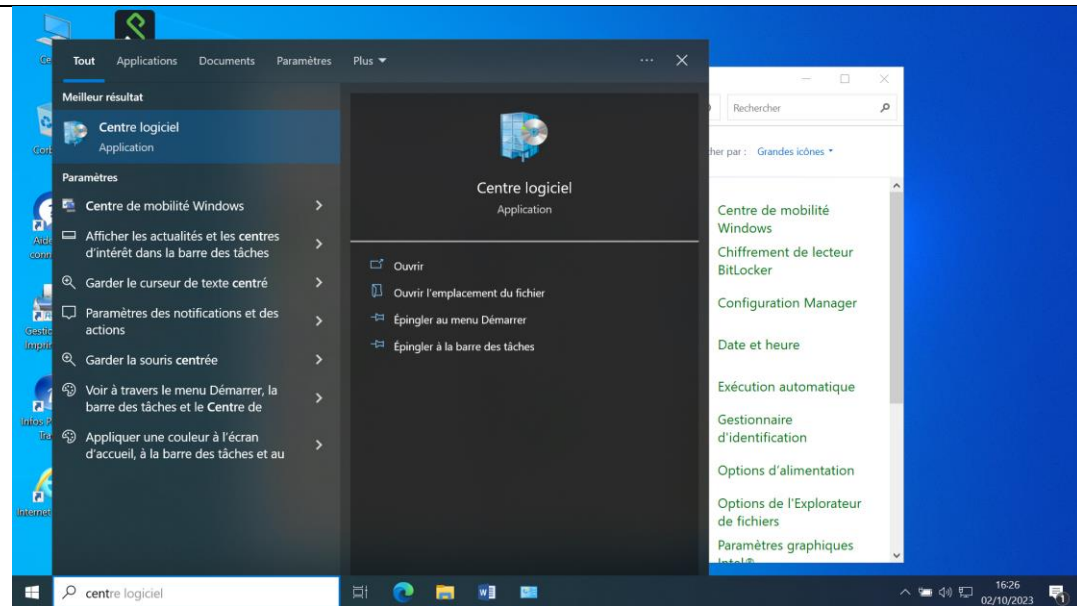 Tout Applications Documents Paramètres Plus
Meilleur résultat
Centre logiciel
Application
Paramètres
Centre de mobilité Windows
Afficher les actualités et les centres
d'intérêt dans la barre des tâches
Garder le curseur de texte centré
Paramètres des notifications et des
actions
Garder la souris centrée
Voir à travers le menu Démarrer, la
barre des tâches et le Centre de
Appliquer une couleur à l'écran
d'accueil, à la barre des tâches et au
Centre logiciel
Application
Ouvrir
Ouvrir l'emplacement du fichier
Épingler au menu Démarrer
Épingler à la barre des tâches
Rechercher
her par : Grandes icônes
Centre de mobilité
Windows
Chiffrement de lecteur
BitLocker
Configuration Manager
Date et heure
Exécution automatique
Gestionnaire
d'identification
Options d'alimentation
Options de l'Explorateur
de fichiers
Paramètres graphiques
Intel®
centre logiciel
16:26
02/10/2023